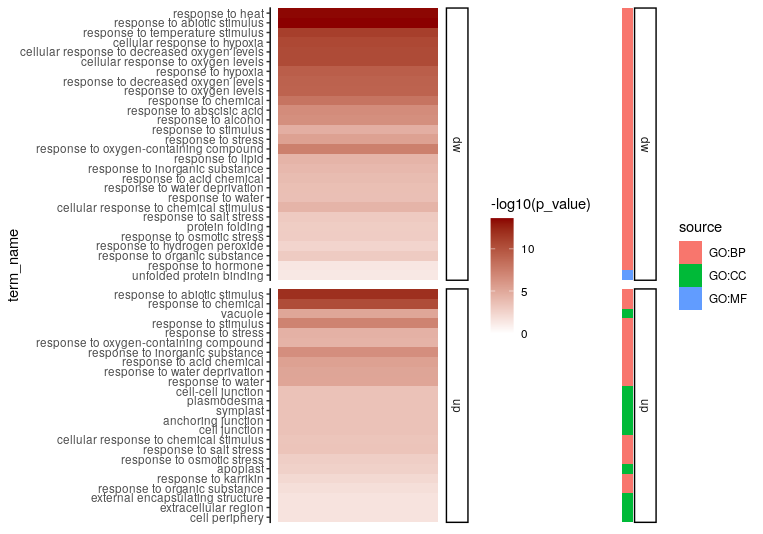 term_name
response to heat
response to abiotic stimulus
response to temperature stimulus
cellular response to hypoxia
cellular response to decreased oxygen levels
cellular response to oxygen levels
response to hypoxia
response to decreased oxygen levels
response to oxygen levels
response to chemical
response to abscisic acid
response to alcohol
response to stimulus
response to stress
response to oxygen-containing compound
response to lipid
response to inorganic substance
response to acid chemical
response to water deprivation
response to water
cellular response to chemical stimulus
response to salt stress
protein folding
response to osmotic stress
response to hydrogen peroxide
response to organic substance
response to hormone
unfolded protein binding
response to abiotic stimulus
response to chemical
vacuole
response to stimulus
response to stress
response to oxygen-containing compound
response to inorganic substance
response to acid chemical
response to water deprivation
response to water
cell-cell junction
plasmodesma
symplast
anchoring junction
cell junction
cellular response to chemical stimulus
response to salt stress
response to osmotic stress
apoplast
response to karrikin
response to organic substance
external encapsulating structure
extracellular region
cell periphery
dw
up
-log10(p_value)
10
5
0
dw
up
source
GO:BP
GO:CC
GO:MF